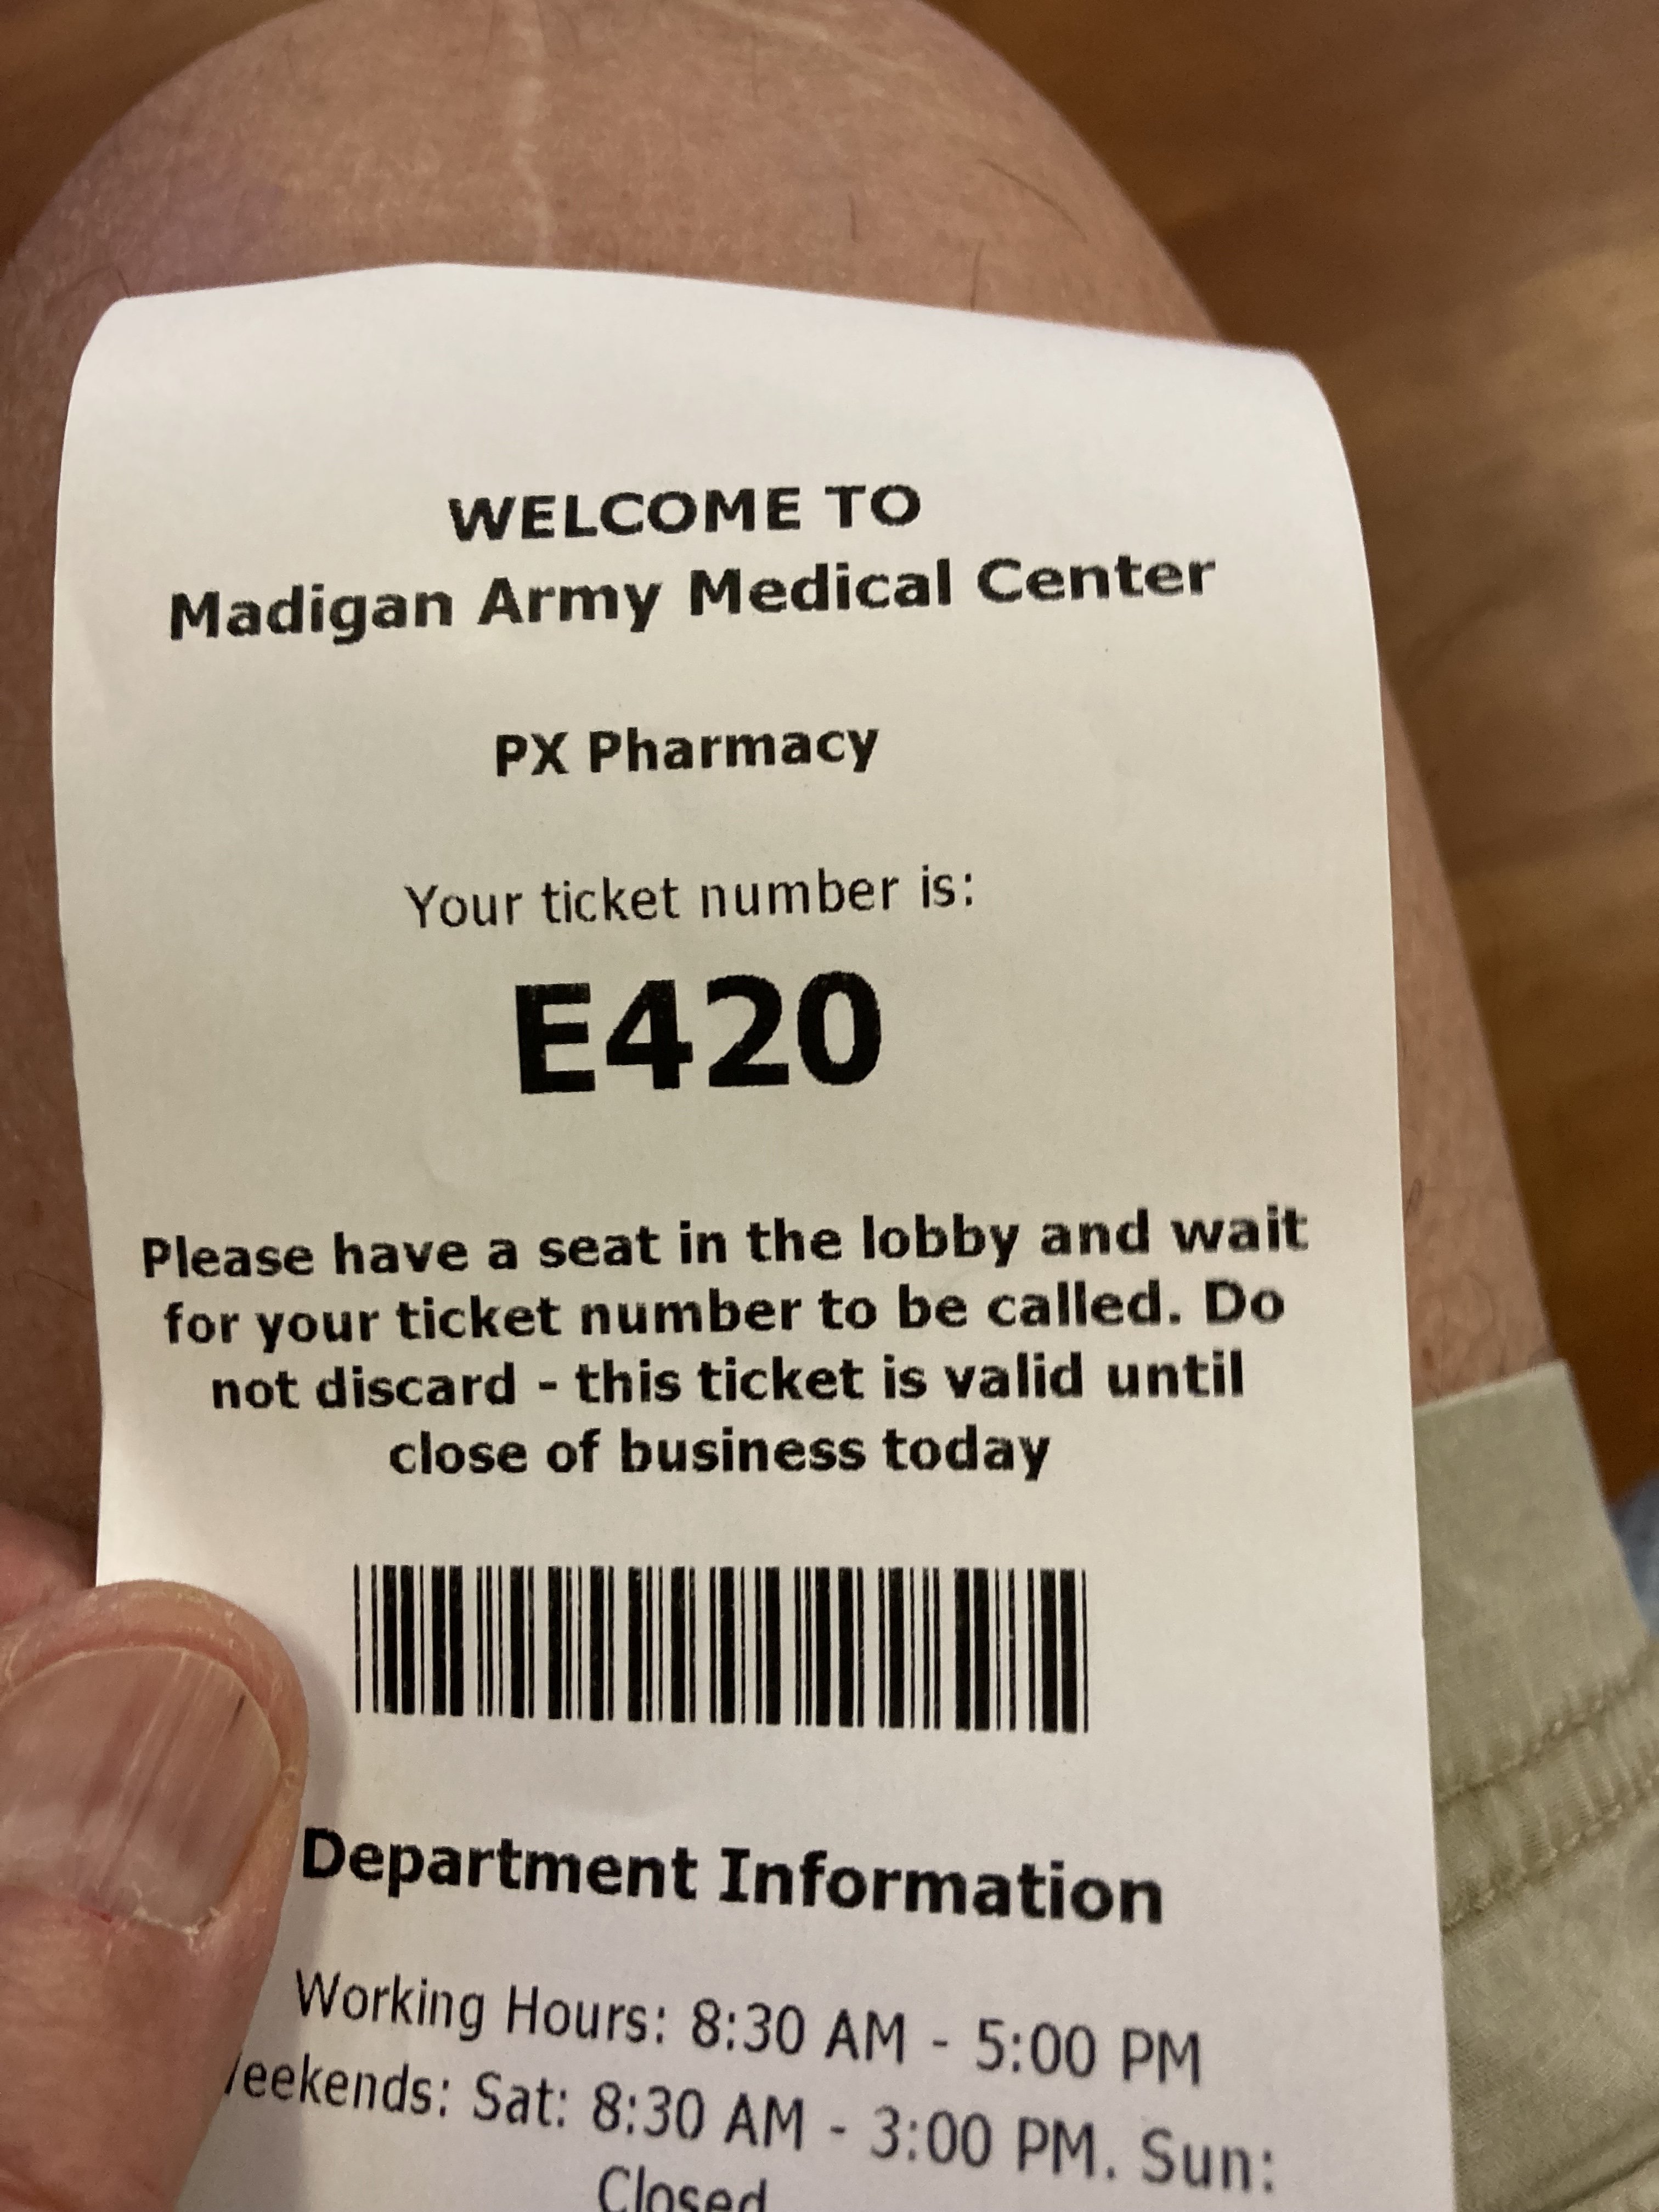 WELCOME TO
Madigan Army Medical Center
PX Pharmacy
Your ticket number is:
E420
Please have a seat in the lobby and wait
for your ticket number to be called. Do
not discard - this ticket is valid until
close of business today
Department Information
Working Hours: 8:30 AM - 5:00 PM
eekends: Sat: 8:30 AM - 3:00 PM. Sun:
Closed